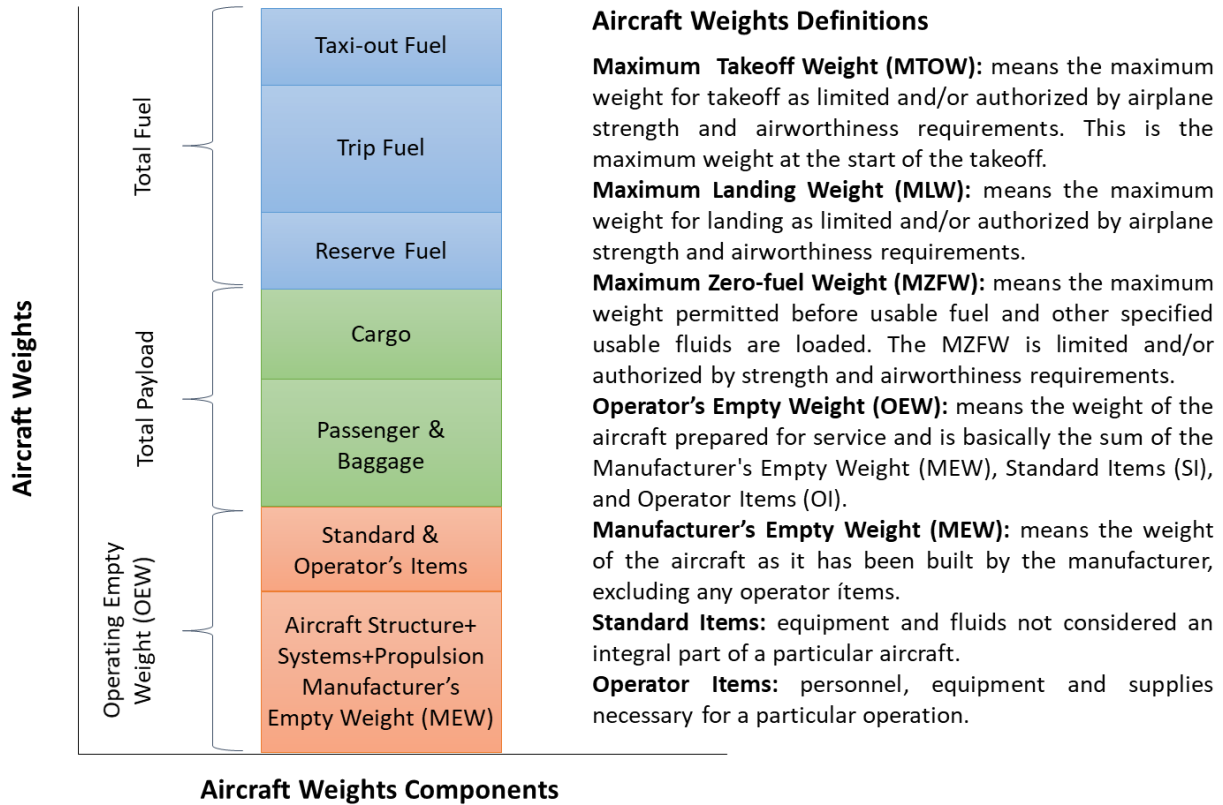 Aircraft Weights
Total Fuel
Total Payload
Operating Empty
Weight (OEW)
Taxi-out Fuel
Trip Fuel
Reserve Fuel
Cargo
Passenger &
Baggage
Standard &
Operator's Items
Aircraft Structure+
Systems+Propulsion
Manufacturer's
Empty Weight (MEW)
Aircraft Weights Components
Aircraft Weights Definitions
Maximum Takeoff Weight (MTOW): means the maximum
weight for takeoff as limited and/or authorized by airplane
strength and airworthiness requirements. This is the
maximum weight at the start of the takeoff.
Maximum Landing Weight (MLW): means the maximum
weight for landing as limited and/or authorized by airplane
strength and airworthiness requirements.
Maximum Zero-fuel Weight (MZFW): means the maximum
weight permitted before usable fuel and other specified
usable fluids are loaded. The MZFW is limited and/or
authorized by strength and airworthiness requirements.
Operator's Empty Weight (OEW): means the weight of the
aircraft prepared for service and is basically the sum of the
Manufacturer's Empty Weight (MEW), Standard Items (SI),
and Operator Items (OI).
Manufacturer's Empty Weight (MEW): means the weight
of the aircraft as it has been built by the manufacturer,
excluding any operator ítems.
Standard Items: equipment and fluids not considered an
integral part of a particular aircraft.
Operator Items: personnel, equipment and supplies
necessary for a particular operation.